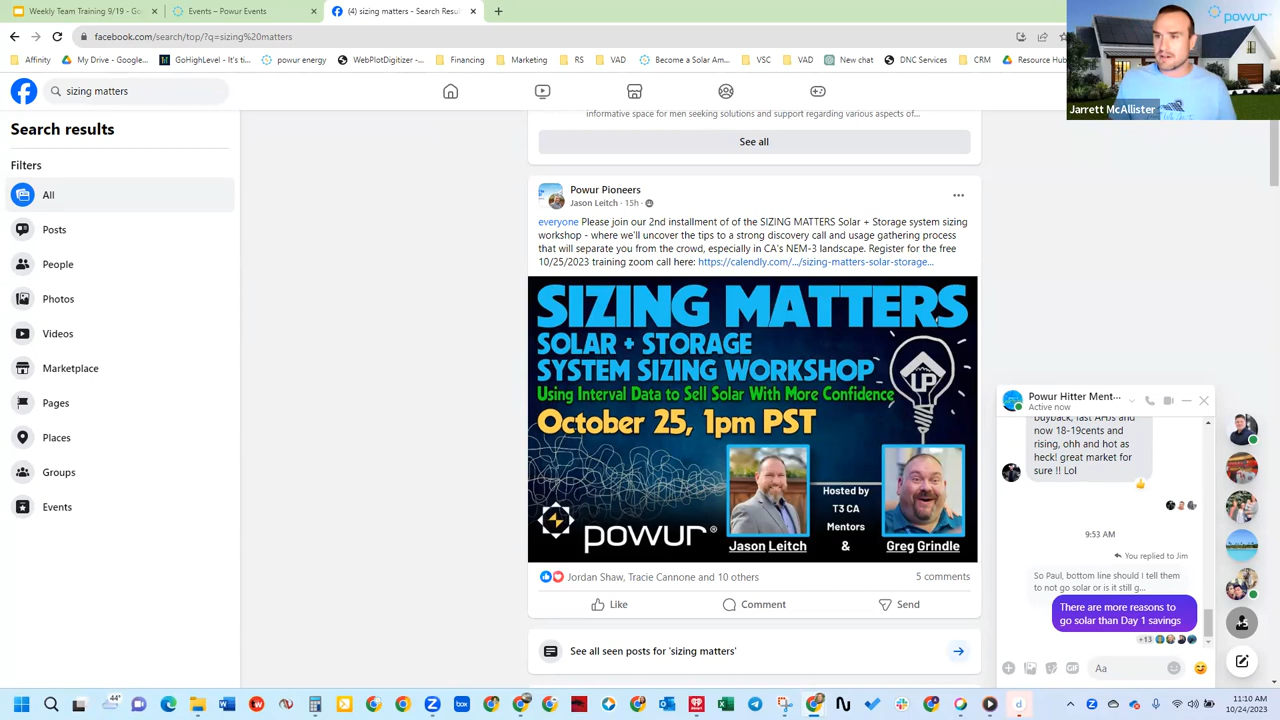 Weekly Team Training 9/19 - Go
Events – Powur Events
(4) sizing matters - Search Resul
facebook.com/search/top/?q=sizing%20matters
Affinity
My Drive - Google...
GoHighLevel - It's ti...
powur energy
WebPlotDigitizer -...
Financing
Marketing
RS
VAD
Become a Solar Am...
VSC
VAD
New chat
DNC Services
CRM
Resource Hub
powur
Jarrett McAllister
sizing matters
Search results
Filters
All
Posts
People
Photos
Videos
Marketplace
Pages
Places
Groups
Events
informative space for men seeking solutions and support regarding various aspects of...
See all
Powur Pioneers
Jason Leitch · 15h ·
everyone Please join our 2nd installment of of the SIZING MATTERS Solar + Storage system sizing
workshop - where we'll uncover the tips to a strong discovery call and usage gathering process
that will separate you from the crowd, especially in CA's NEM-3 landscape. Register for the free
10/25/2023 training zoom call here: https://calendly.com/.../sizing-matters-solar-storage...
SIZING MATTERS
SOLAR + STORAGE
SYSTEM SIZING WORKSHOP
Using Interval Data to Sell Solar With More Confidence
October 25, 1pm PST
LP
Hosted by
T3 CA
Mentors
&
powur®
Jason Leitch
Greg Grindle
Jordan Shaw, Tracie Cannone and 10 others
5 comments
Like
Comment
Send
See all seen posts for 'sizing matters'
Powur Hitter Ment...
Active now
buyback, fast AHJs and
now 18-19cents and
rising, ohh and hot as
heck! great market for
sure !! Lol
9:53 AM
You replied to Jim
So Paul, bottom line should I tell them
to not go solar or is it still g...
There are more reasons to
go solar than Day 1 savings
+13
Aa
GIF
+5
44°
11:10 AM
10/24/2023